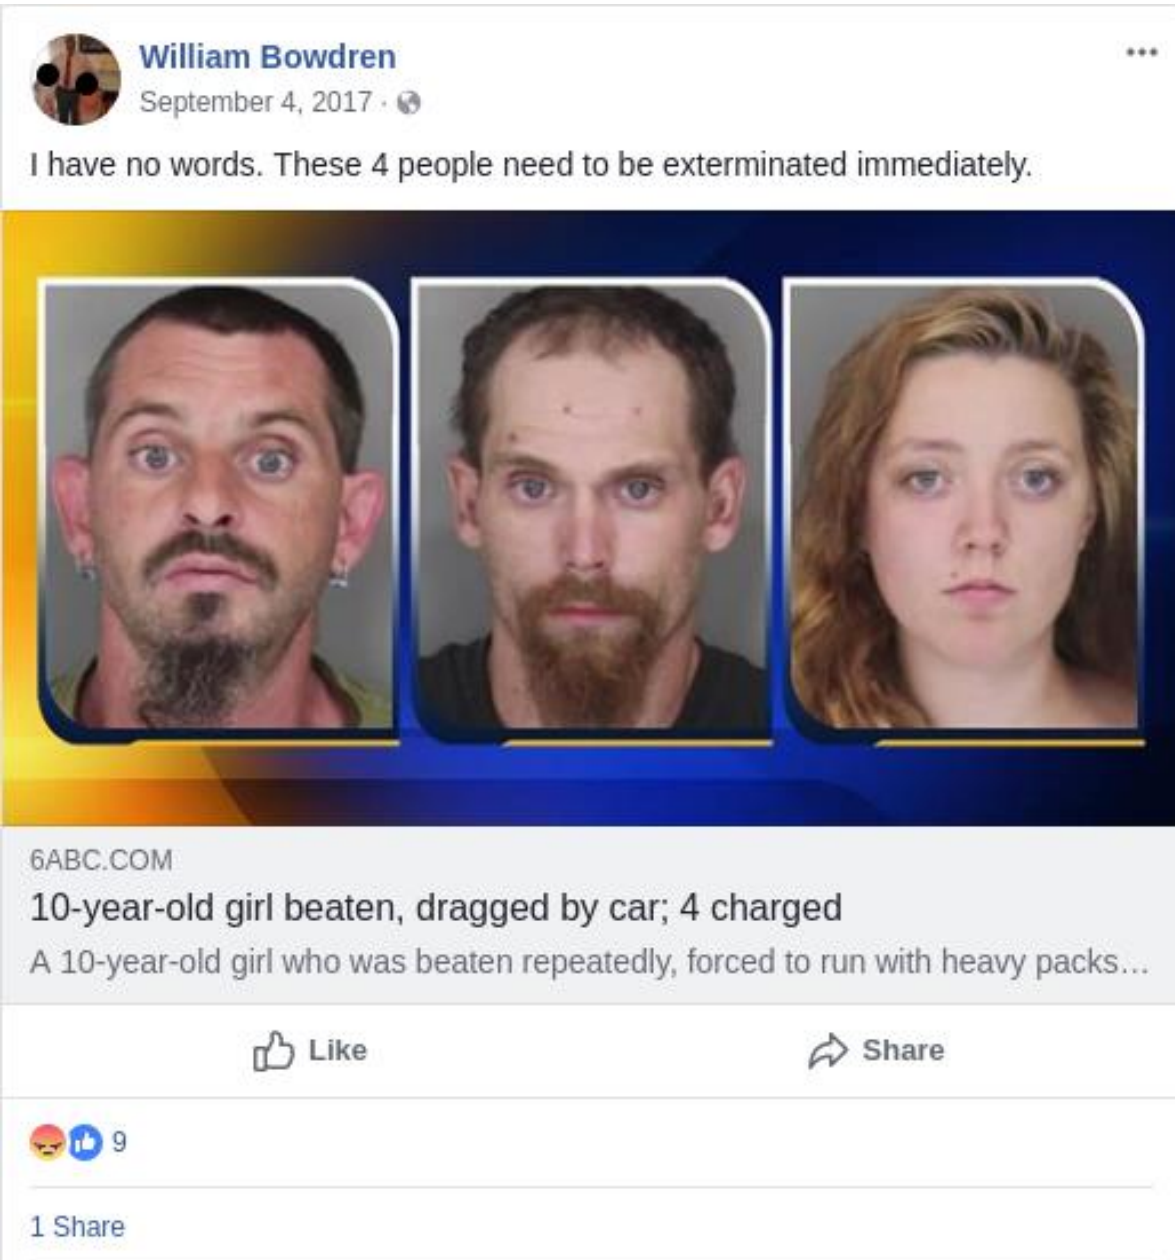 William Bowdren
September 4, 2017 ·
I have no words. These 4 people need to be exterminated immediately.
6ABC.COM
10-year-old girl beaten, dragged by car; 4 charged
A 10-year-old girl who was beaten repeatedly, forced to run with heavy packs...
Like
Share
9
1 Share